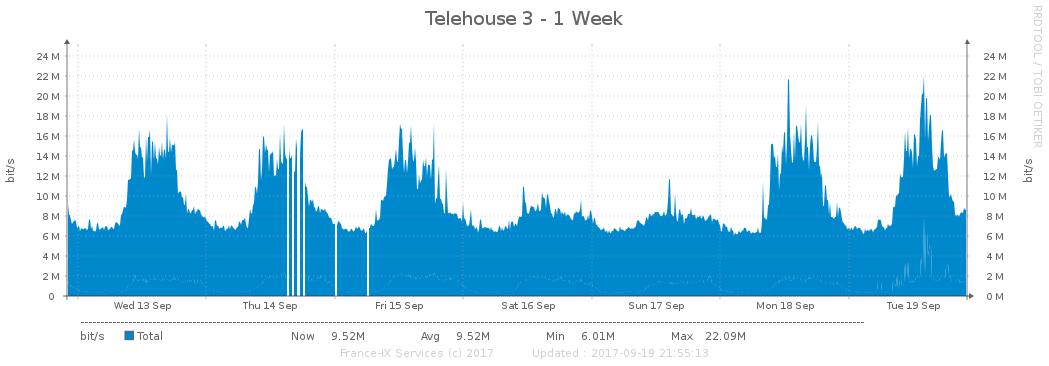 Telehouse 3 - 1 Week
RRDTOOL / TOBI OETIKER
bit/s
24 M
22 M
20 M
18 M
16 M
14 M
12 M
10 M
8 M
6 M
4 M
2 M
0
24 M
22 M
20 M
18 M
16 M
14 M
12 M
10 M
8 M
6 M
4 M
2 M
0 M
bit/s
Wed 13 Sep Thu 14 Sep Fri 15 Sep Sat 16 Sep Sun 17 Sep Mon 18 Sep Tue 19 Sep
bit/s Total Now 9.52M Avg 9.52M Min 6.01M Max 22.09M
France-IX Services (c) 2017 Updated : 2017-09-19 21:55:13